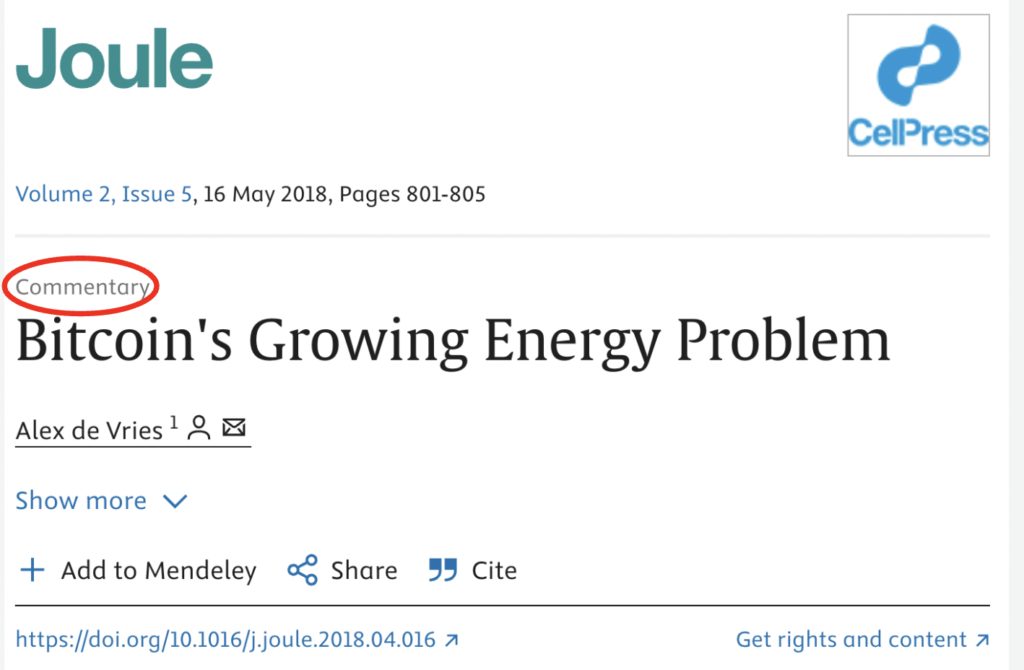 Joule
CellPress
Volume 2, Issue 5, 16 May 2018, Pages 801-805
Commentary
Bitcoin's Growing Energy Problem
Alex de Vries 1
Show more
Add to Mendeley Share Cite
https://doi.org/10.1016/j.joule.2018.04.016 Get rights and content